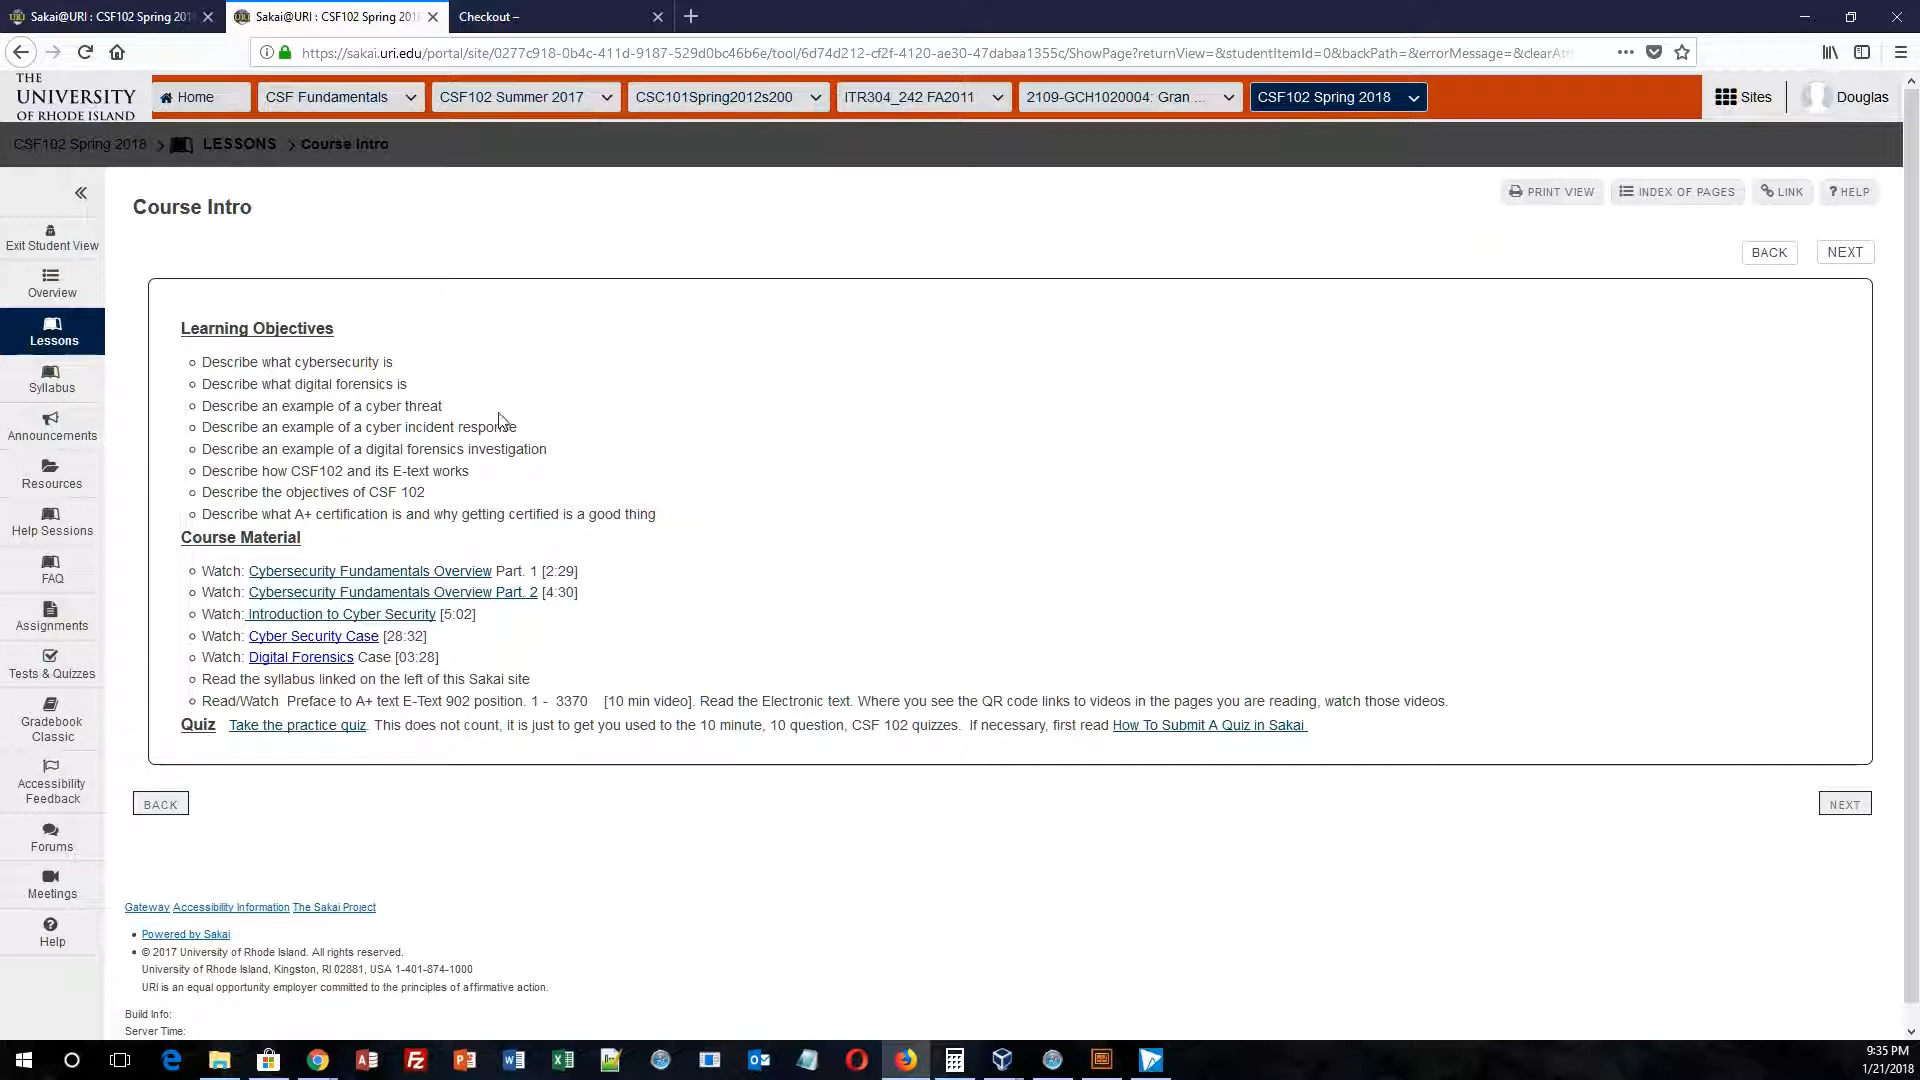 Sakai@URI : CSF102 Spring 201
Sakai@URI : CSF102 Spring 201
Checkout –
https://sakai.uri.edu/portal/site/0277c918-0b4c-411d-9187-529d0bc46b6e/tool/6d74d212-cf2f-4120-ae30-47dabaa1355c/ShowPage?returnView=&studentItemId=0&backPath=&errorMessage=&clearAtt
THE
UNIVERSITY
OF RHODE ISLAND
Home
CSF Fundamentals
CSF102 Summer 2017
CSC101Spring2012s200
ITR304_242 FA2011
2109-GCH1020004: Gran ...
CSF102 Spring 2018
Sites
Douglas
CSF102 Spring 2018 > LESSONS > Course Intro
Course Intro
PRINT VIEW
INDEX OF PAGES
LINK
? HELP
BACK
NEXT
Exit Student View
Overview
Lessons
Syllabus
Announcements
Resources
Help Sessions
FAQ
Assignments
Tests & Quizzes
Gradebook
Classic
Accessibility
Feedback
Forums
Meetings
Help
Learning Objectives
Describe what cybersecurity is
Describe what digital forensics is
Describe an example of a cyber threat
Describe an example of a cyber incident response
Describe an example of a digital forensics investigation
Describe how CSF102 and its E-text works
Describe the objectives of CSF 102
Describe what A+ certification is and why getting certified is a good thing
Course Material
Watch: Cybersecurity Fundamentals Overview Part. 1 [2:29]
Watch: Cybersecurity Fundamentals Overview Part. 2 [4:30]
Watch: Introduction to Cyber Security [5:02]
Watch: Cyber Security Case [28:32]
Watch: Digital Forensics Case [03:28]
Read the syllabus linked on the left of this Sakai site
Read/Watch Preface to A+ text E-Text 902 position. 1 - 3370 [10 min video]. Read the Electronic text. Where you see the QR code links to videos in the pages you are reading, watch those videos.
Quiz Take the practice quiz. This does not count, it is just to get you used to the 10 minute, 10 question, CSF 102 quizzes. If necessary, first read How To Submit A Quiz in Sakai
BACK
NEXT
Gateway Accessibility Information The Sakai Project
Powered by Sakai
© 2017 University of Rhode Island. All rights reserved.
University of Rhode Island, Kingston, RI 02881, USA 1-401-874-1000
URI is an equal opportunity employer committed to the principles of affirmative action.
Build Info:
Server Time:
9:35 PM
1/21/2018